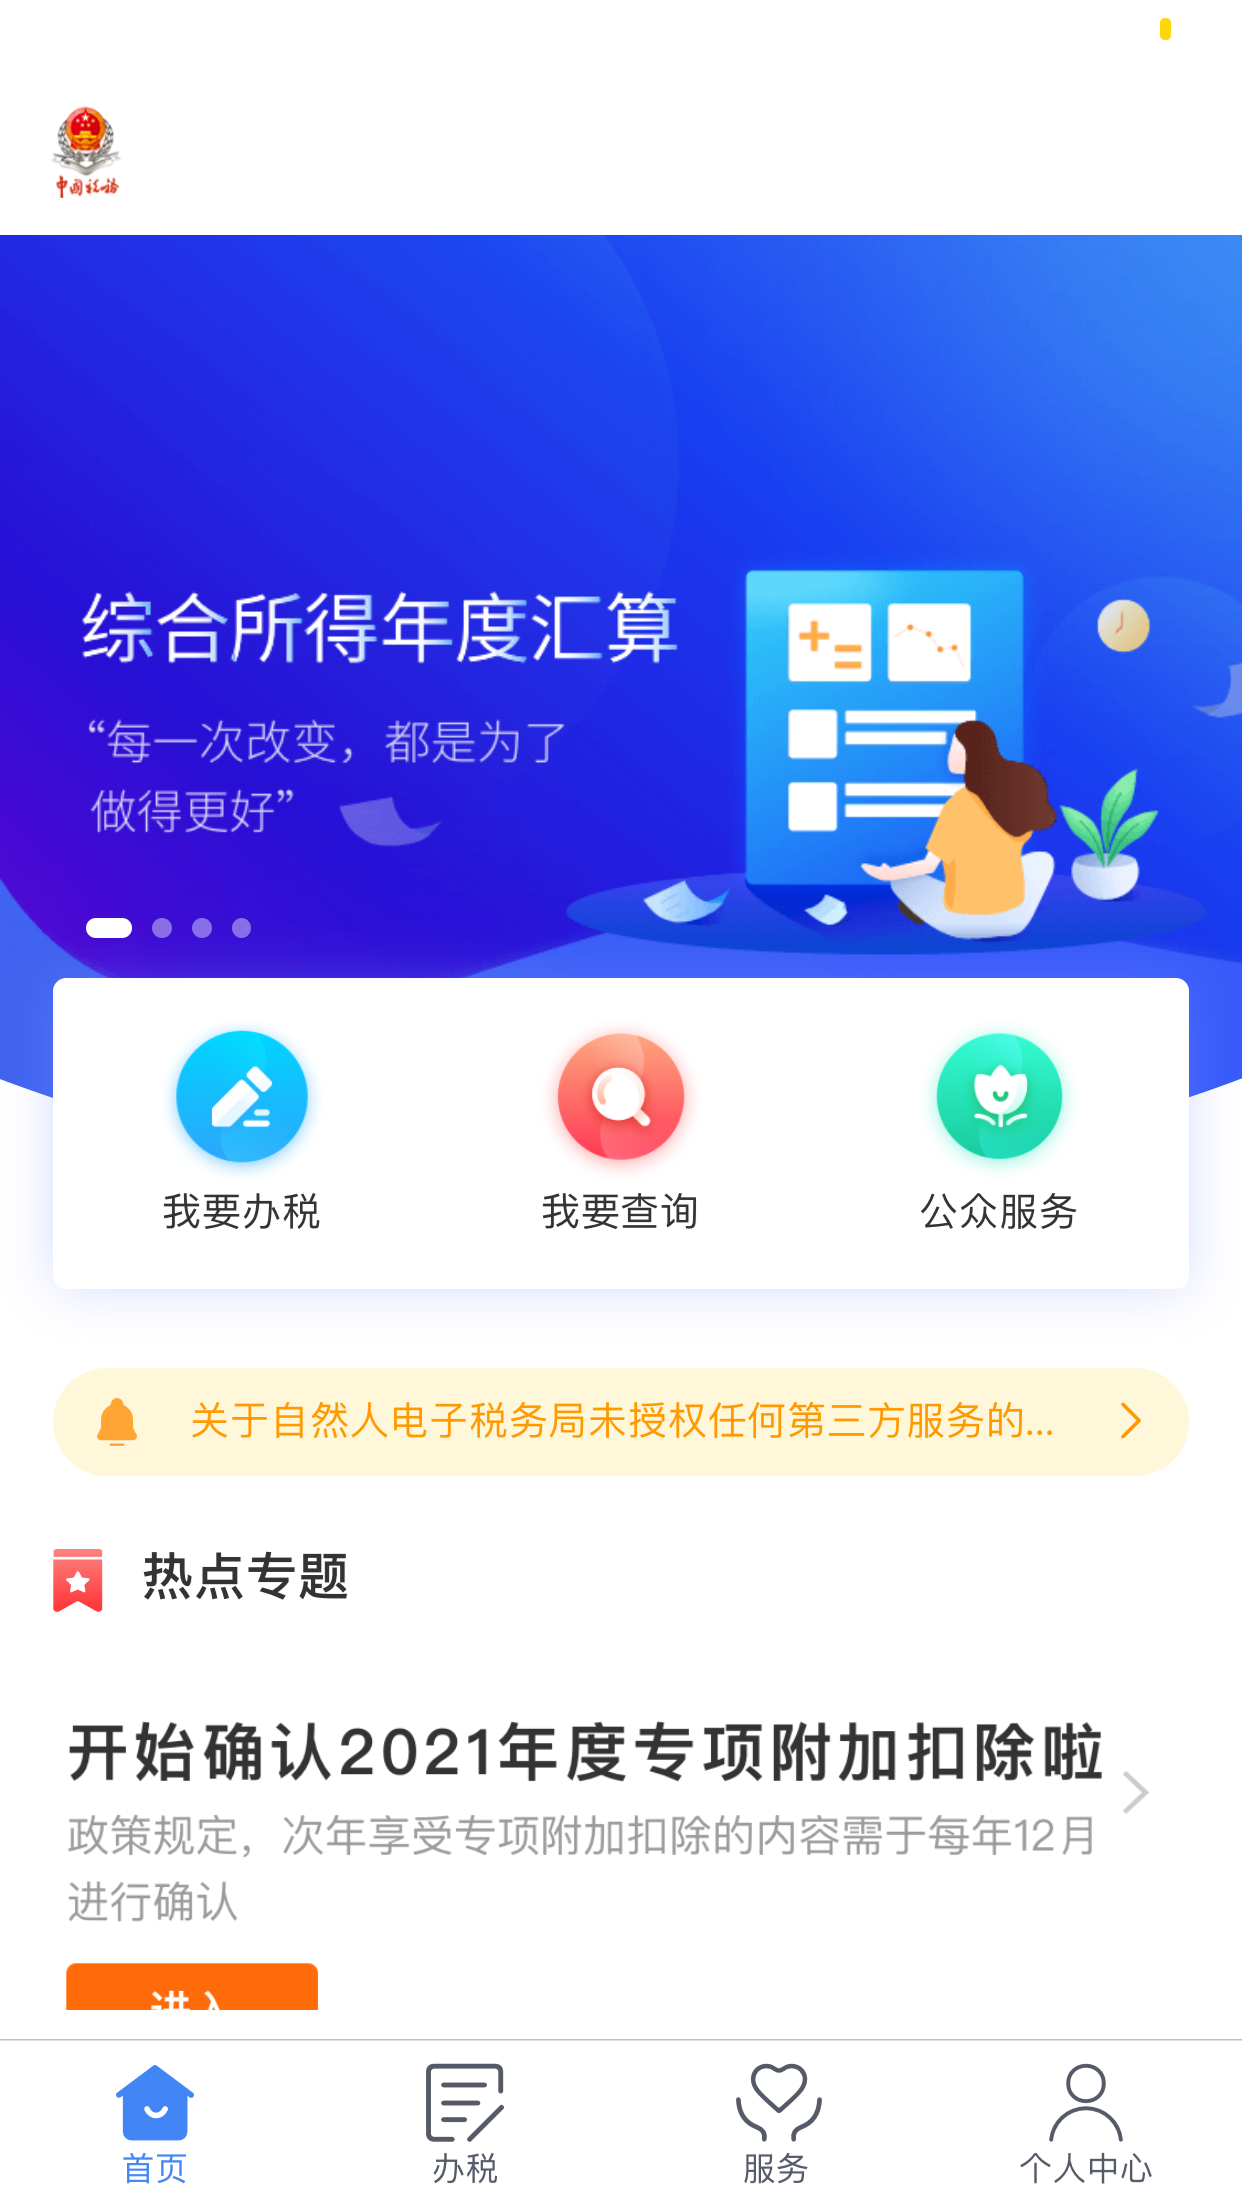 中国税务
综合所得年度汇算
“每一次改变，都是为了
做得更好”
我要办税
我要查询
公众服务
关于自然人电子税务局未授权任何第三方服务的...
热点专题
开始确认2021年度专项附加扣除啦
政策规定，次年享受专项附加扣除的内容需于每年12月
进行确认
进入
首页
办税
服务
个人中心